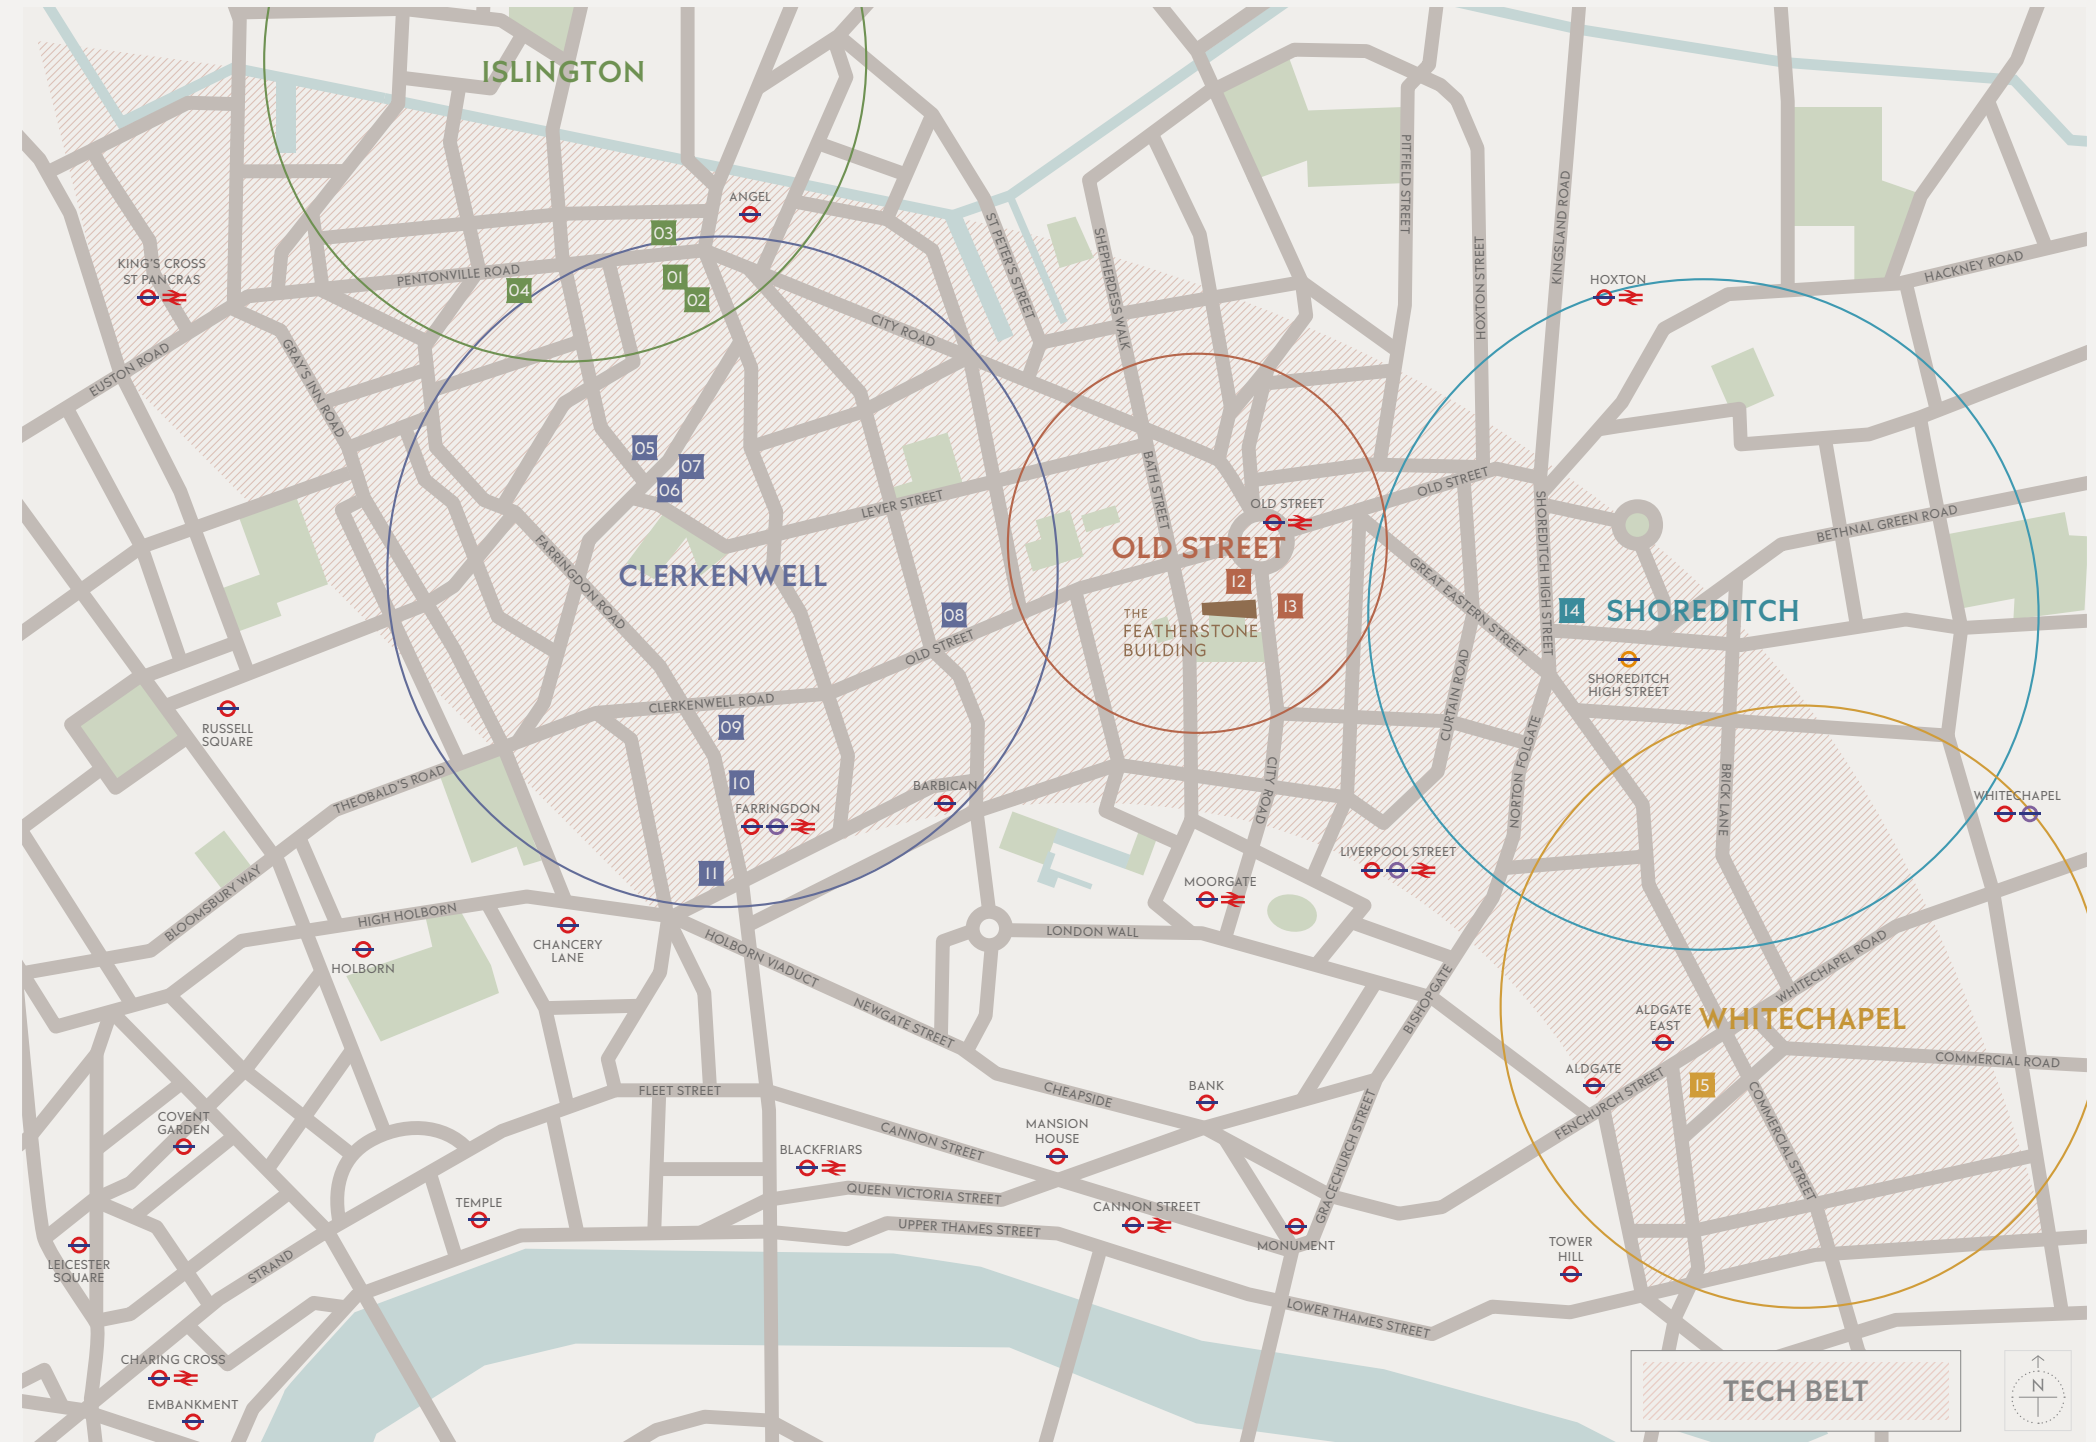 ISLINGTON
ANGEL
03
KING'S CROSS
ST PANCRAS
PENTONVILLE ROAD
04
01
02
ST PETER'S STREET
SHEPHERDESS WALK
PITFIELD STREET
HOXTON STREET
KINGSLAND ROAD
HOXTON
HACKNEY ROAD
EUSTON ROAD
GRAY'S INN ROAD
CITY ROAD
05
07
06
LEVER STREET
BATH STREET
OLD STREET
OLD STREET
SHOREDITCH HIGH STREET
BETHNAL GREEN ROAD
FARRINGDON ROAD
CLERKENWELL
OLD STREET
GREAT EASTERN STREET
12
13
14
SHOREDITCH
THE
FEATHERSTONE
BUILDING
08
OLD STREET
CURTAIN ROAD
SHOREDITCH
HIGH STREET
RUSSELL
SQUARE
CLERKENWELL ROAD
09
NORTON FOLGATE
BRICK LANE
THEOBALD'S ROAD
10
FARRINGDON
BARBICAN
CITY ROAD
WHITECHAPEL
LIVERPOOL STREET
11
MOORGATE
BLOOMSBURY WAY
HIGH HOLBORN
HOLBORN
CHANCERY
LANE
HOLBORN VIADUCT
LONDON WALL
NEWGATE STREET
BISHOPGATE
WHITECHAPEL ROAD
ALDGATE
EAST
WHITECHAPEL
COMMERCIAL ROAD
ALDGATE
15
FENCHURCH STREET
COMMERCIAL STREET
FLEET STREET
CHEAPSIDE
BANK
COVENT
GARDEN
CANNON STREET
MANSION
HOUSE
GRACECHURCH STREET
BLACKFRIARS
QUEEN VICTORIA STREET
TEMPLE
CANNON STREET
UPPER THAMES STREET
MONUMENT
TOWER
HILL
LEICESTER
SQUARE
STRAND
LOWER THAMES STREET
CHARING CROSS
EMBANKMENT
TECH BELT
N